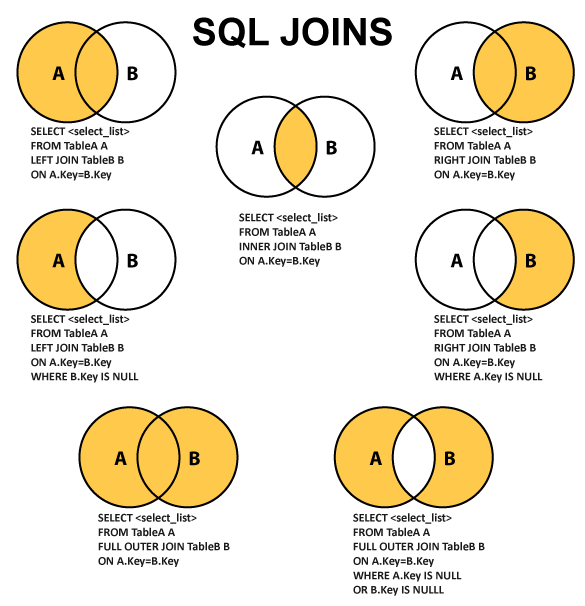 SQL JOINS
A B
SELECT <select_list>
FROM TableA A
LEFT JOIN TableB B
ON A.Key=B.Key
A B
SELECT <select_list>
FROM TableA A
INNER JOIN TableB B
ON A.Key=B.Key
A B
SELECT <select_list>
FROM TableA A
RIGHT JOIN TableB B
ON A.Key=B.Key
A B
SELECT <select_list>
FROM TableA A
LEFT JOIN TableB B
ON A.Key=B.Key
WHERE B.Key IS NULL
A B
SELECT <select_list>
FROM TableA A
RIGHT JOIN TableB B
ON A.Key=B.Key
WHERE A.Key IS NULL
A B
SELECT <select_list>
FROM TableA A
FULL OUTER JOIN TableB B
ON A.Key=B.Key
A B
SELECT <select_list>
FROM TableA A
FULL OUTER JOIN TableB B
ON A.Key=B.Key
WHERE A.Key IS NULL
OR B.Key IS NULLL